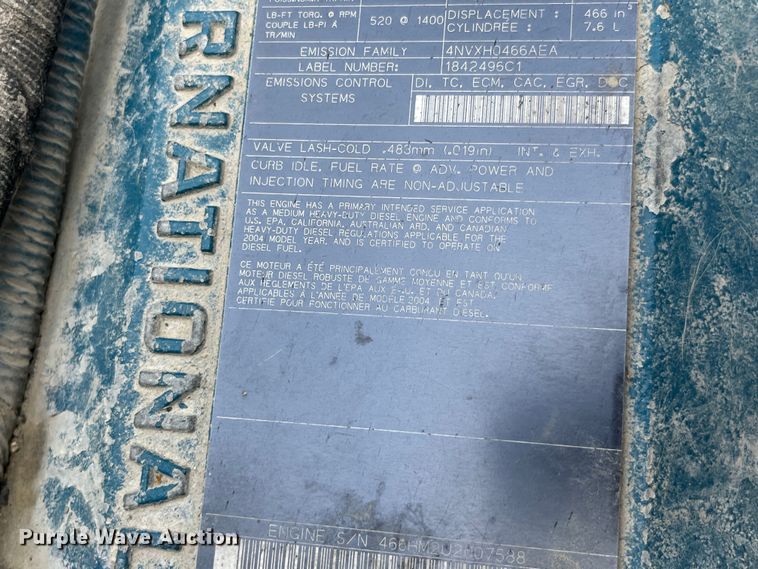 RNATIONAL
LB-FT TORQ. @ RPM
COUPLE LB-PI À
TR/MIN
520 @ 1400
DISPLACEMENT : 466 in³
CYLINDRÉE : 7.6 L
EMISSION FAMILY 4NVXH0466AEA
LABEL NUMBER: 1842496C1
EMISSIONS CONTROL
SYSTEMS
DI, TC, ECM, CAC, EGR, DOC
VALVE LASH-COLD .483mm (.019in) INT. & EXH.
CURB IDLE, FUEL RATE @ ADV. POWER AND
INJECTION TIMING ARE NON-ADJUSTABLE
THIS ENGINE HAS A PRIMARY INTENDED SERVICE APPLICATION
AS A MEDIUM HEAVY-DUTY DIESEL ENGINE AND CONFORMS TO
U.S. EPA, CALIFORNIA, AUSTRALIAN ARD, AND CANADIAN
HEAVY-DUTY DIESEL REGULATIONS APPLICABLE FOR THE
2004 MODEL YEAR, AND IS CERTIFIED TO OPERATE ON
DIESEL FUEL.
CE MOTEUR A ÉTÉ PRINCIPALEMENT CONCU EN TANT QU'UN
MOTEUR DIESEL ROBUSTE DE GAMME MOYENNE ET EST CONFORME
AUX RÈGLEMENTS DE L'EPA AUX É-U. ET DU CANADA,
APPLICABLES À L'ANNÉE DE MODÈLE 2004 ET EST
CERTIFIÉ POUR FONCTIONNER AU CARBURANT DIESEL.
ENGINE S/N 466HM2U2007588
Purple Wave Auction